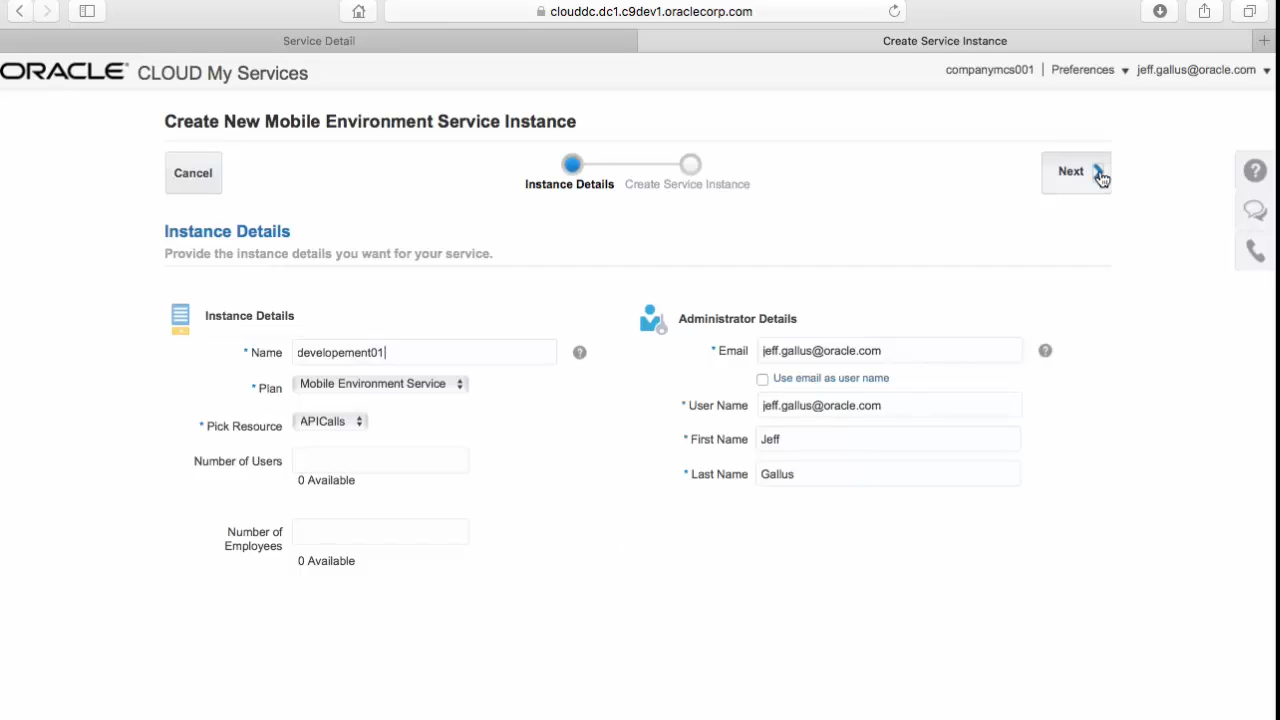 clouddc.dc1.c9dev1.oraclecorp.com
Service Detail
Create Service Instance
ORACLE CLOUD My Services
companymcs001 | Preferences jeff.gallus@oracle.com
Create New Mobile Environment Service Instance
Cancel
Instance Details
Create Service Instance
Next
Instance Details
Provide the instance details you want for your service.
Instance Details
* Name developement01
* Plan Mobile Environment Service
* Pick Resource APICalls
Number of Users
0 Available
Number of
Employees
0 Available
Administrator Details
* Email jeff.gallus@oracle.com
Use email as user name
* User Name jeff.gallus@oracle.com
* First Name Jeff
* Last Name Gallus